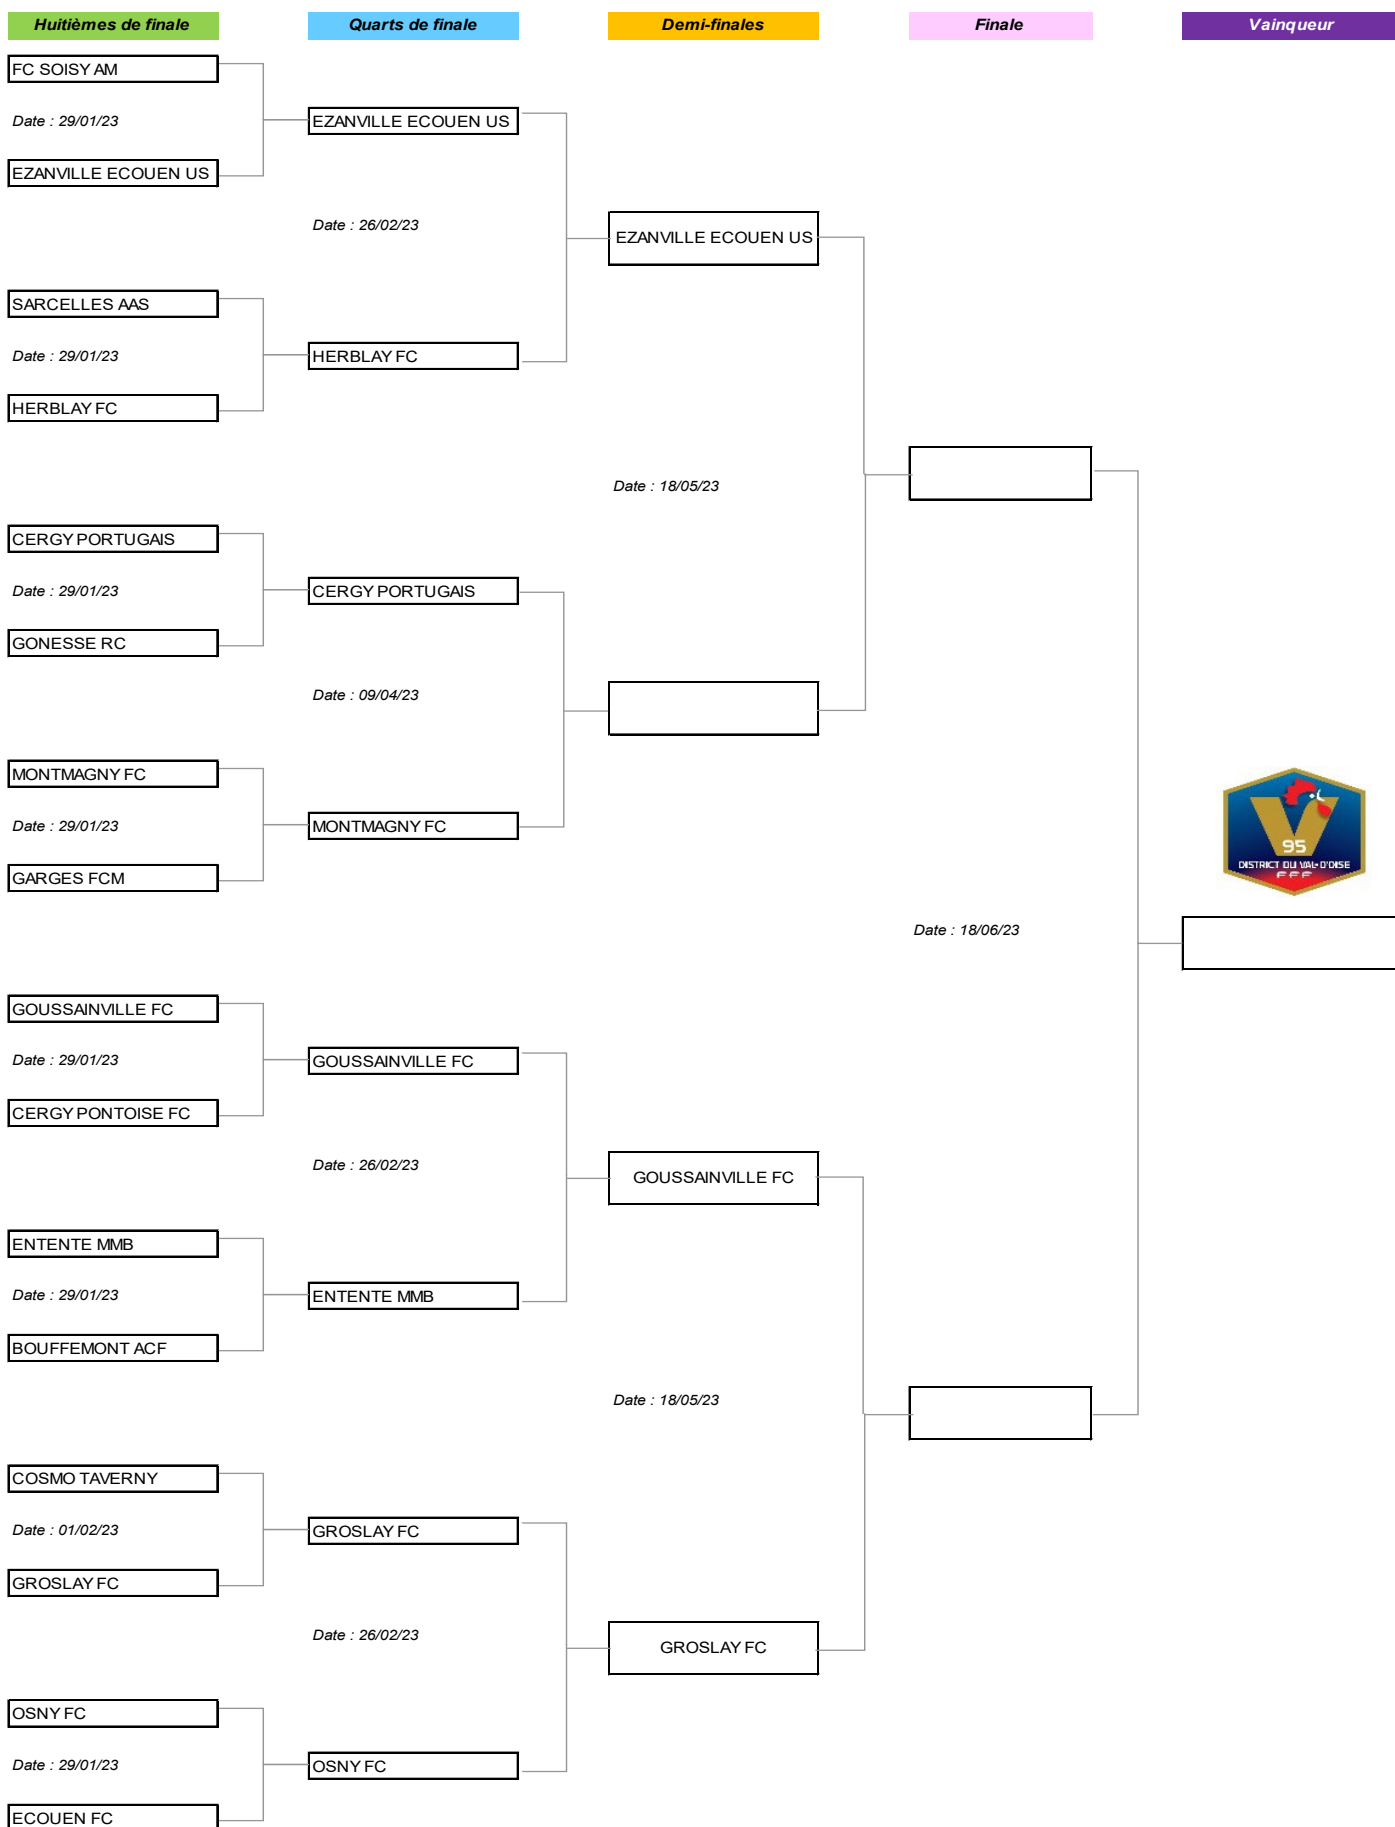 Huitièmes de finale
Quarts de finale
Demi-finales
Finale
Vainqueur
FC SOISY AM
Date : 29/01/23
EZANVILLE ECOUEN US
EZANVILLE ECOUEN US
Date : 26/02/23
EZANVILLE ECOUEN US
SARCELLES AAS
Date : 29/01/23
HERBLAY FC
HERBLAY FC
Date : 18/05/23
CERGY PORTUGAIS
Date : 29/01/23
CERGY PORTUGAIS
GONESSE RC
Date : 09/04/23
MONTMAGNY FC
Date : 29/01/23
MONTMAGNY FC
GARGES FCM
95
DISTRICT DU VAL-D'OISE
FFF
Date : 18/06/23
GOUSSAINVILLE FC
Date : 29/01/23
GOUSSAINVILLE FC
CERGY PONTOISE FC
Date : 26/02/23
GOUSSAINVILLE FC
ENTENTE MMB
Date : 29/01/23
ENTENTE MMB
BOUFFEMONT ACF
Date : 18/05/23
COSMO TAVERNY
Date : 01/02/23
GROSLAY FC
GROSLAY FC
Date : 26/02/23
GROSLAY FC
OSNY FC
Date : 29/01/23
OSNY FC
ECOUEN FC